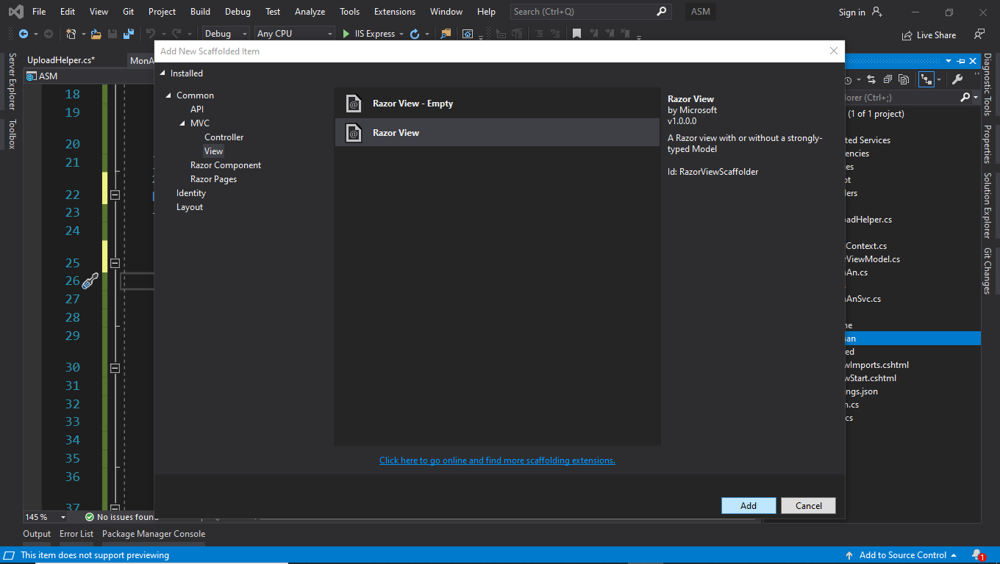 File Edit View Git Project Build Debug Test Analyze Tools Extensions Window Help Search (Ctrl+Q) ASM Sign in
Debug Any CPU IIS Express Live Share
UploadHelper.cs* MonA
ASM
Server Explorer
Toolbox
18
19
20
21
22
23
24
25
26
27
28
29
30
31
32
33
34
35
36
37
Add New Scaffolded Item
Installed
Common
API
MVC
Controller
View
Razor Component
Razor Pages
Identity
Layout
Razor View - Empty
Razor View
Razor View
by Microsoft
v1.0.0.0
A Razor view with or without a strongly-
typed Model
Id: RazorViewScaffolder
Click here to go online and find more scaffolding extensions.
Add Cancel
lorer (Ctrl+;)
(1 of 1 project)
ted Services
encies
es
ot
lers
oadHelper.cs
Context.cs
rViewModel.cs
nAn.cs
nAnSvc.cs
me
nan
ed
wImports.cshtml
wStart.cshtml
ngs.json
n.cs
cs
Diagnostic Tools
Properties
Solution Explorer
Git Changes
145 % No issues found
Output Error List Package Manager Console
This item does not support previewing Add to Source Control 1